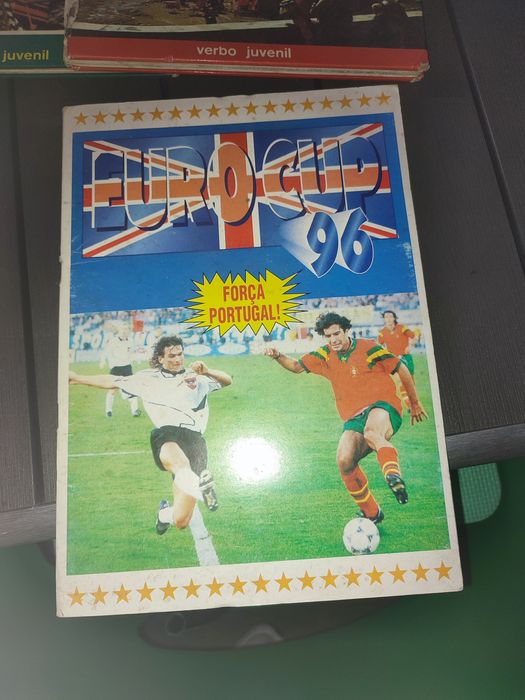 juvenil
verbo juvenil
EURO CUP
96
FORÇA
PORTUGAL!